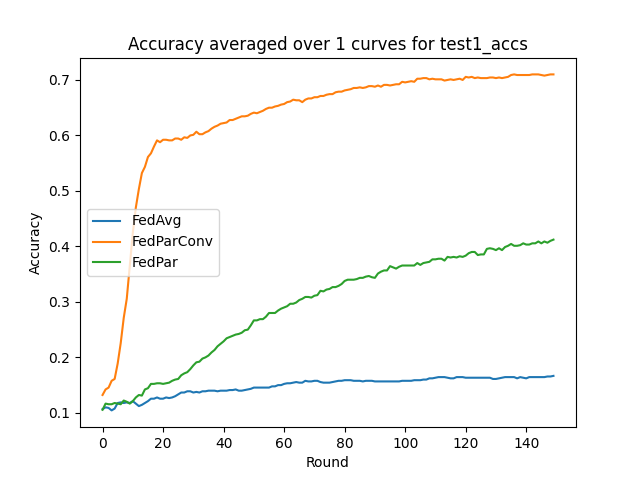 Accuracy averaged over 1 curves for test1_accs
0.7
0.6
0.5
0.4
0.3
0.2
0.1
Accuracy
FedAvg
FedParConv
FedPar
0 20 40 60 80 100 120 140
Round